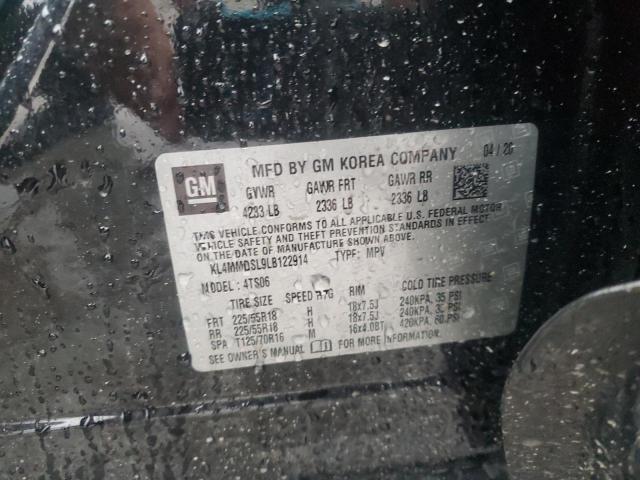 GM
MFD BY GM KOREA COMPANY 04 / 20
GVWR GAWR FRT GAWR RR
4233 LB 2336 LB 2336 LB
THIS VEHICLE CONFORMS TO ALL APPLICABLE U.S. FEDERAL MOTOR
VEHICLE SAFETY AND THEFT PREVENTION STANDARDS IN EFFECT
ON THE DATE OF MANUFACTURE SHOWN ABOVE.
KL4MMDSL9LB122914 TYPE: MPV
MODEL: 4TS06
TIRE SIZE SPEED RTG RIM COLD TIRE PRESSURE
FRT 225/55R18 H 18x7.5J 240KPA, 35 PSI
RR 225/55R18 H 18x7.5J 240KPA, PSI
SPA T125/70R16 M 16x4.0BT 420KPA, 60 PSI
SEE OWNER'S MANUAL FOR MORE INFORMATION.